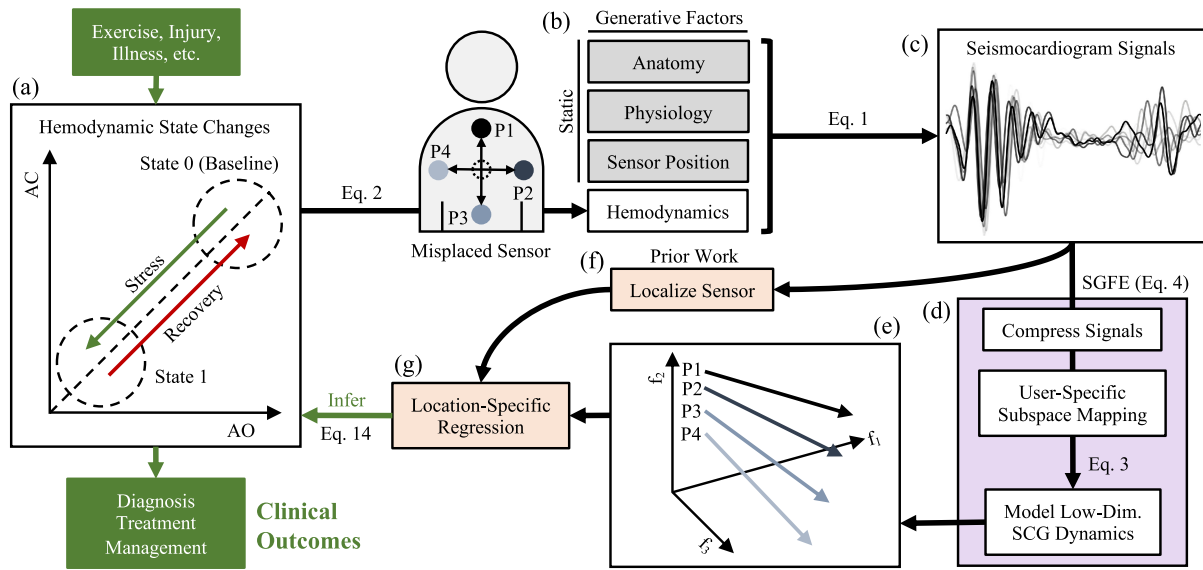 Exercise, Injury,
Illness, etc.
(a)
Hemodynamic State Changes
State 0 (Baseline)
AC
Stress
Recovery
State 1
AO
Diagnosis
Treatment
Management
Clinical
Outcomes
Eq. 2
P1
P4
P2
P3
Misplaced Sensor
(b)
Generative Factors
Static
Anatomy
Physiology
Sensor Position
Hemodynamics
Eq. 1
(c)
Seismocardiogram Signals
SGFE (Eq. 4)
(d)
Compress Signals
User-Specific
Subspace Mapping
Eq. 3
Model Low-Dim.
SCG Dynamics
(e)
f2
P1
P2
P3
P4
f1
f3
(f)
Prior Work
Localize Sensor
(g)
Location-Specific
Regression
Infer
Eq. 14